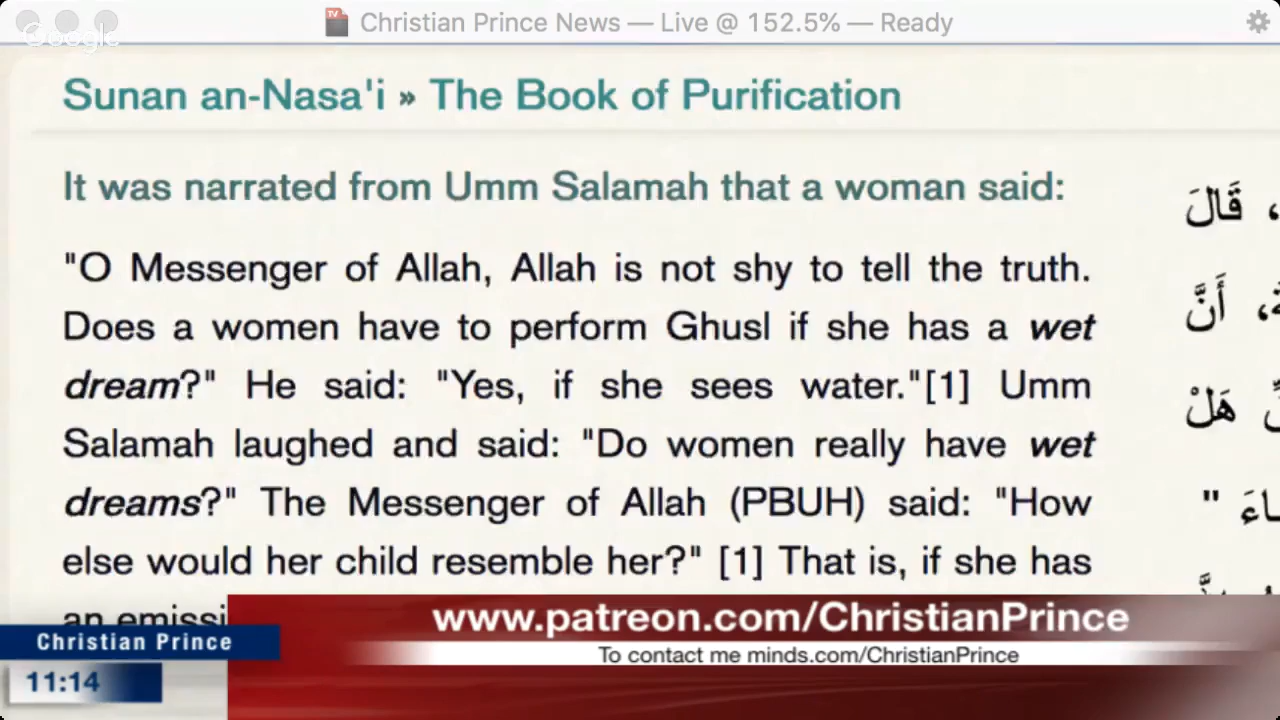 Christian Prince News — Live @ 152.5% — Ready
Google
Sunan an-Nasa'i » The Book of Purification
It was narrated from Umm Salamah that a woman said:
"O Messenger of Allah, Allah is not shy to tell the truth.
Does a women have to perform Ghusl if she has a wet
dream?" He said: "Yes, if she sees water."[1] Umm
Salamah laughed and said: "Do women really have wet
dreams?" The Messenger of Allah (PBUH) said: "How
else would her child resemble her?" [1] That is, if she has
an
، قَالَ
أَنَّ
هَلْ
www.patreon.com/ChristianPrince
To contact me minds.com/ChristianPrince
Christian Prince
11:14